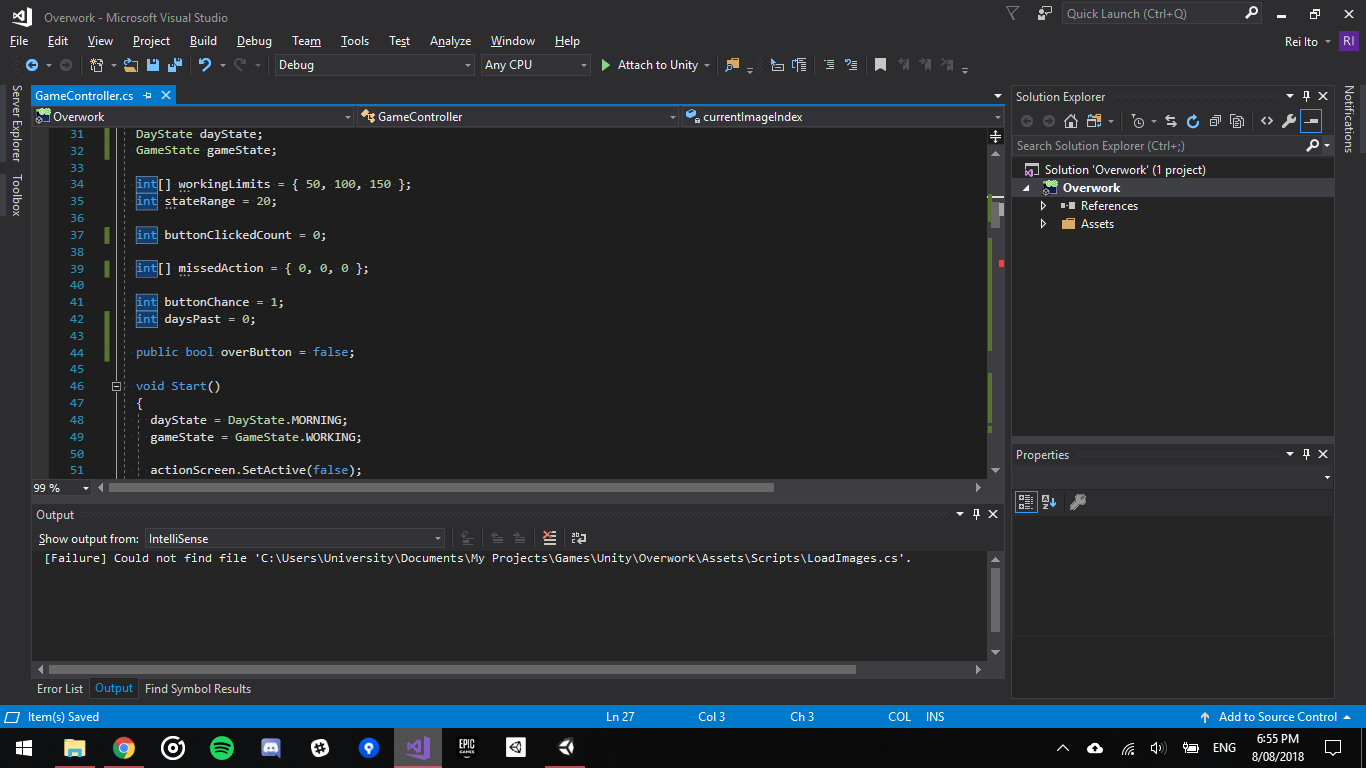 Overwork - Microsoft Visual Studio
Quick Launch (Ctrl+Q)
File Edit View Project Build Debug Team Tools Test Analyze Window Help
Rei Ito RI
Debug Any CPU Attach to Unity
Server Explorer
Toolbox
GameController.cs
Overwork GameController currentImageIndex
31 DayState dayState;
32 GameState gameState;
33
34 int[] workingLimits = { 50, 100, 150 };
35 int stateRange = 20;
36
37 int buttonClickedCount = 0;
38
39 int[] missedAction = { 0, 0, 0 };
40
41 int buttonChance = 1;
42 int daysPast = 0;
43
44 public bool overButton = false;
45
46 void Start()
47 {
48 dayState = DayState.MORNING;
49 gameState = GameState.WORKING;
50
51 actionScreen.SetActive(false);
99 %
Output
Show output from: IntelliSense
[Failure] Could not find file 'C:\Users\University\Documents\My Projects\Games\Unity\Overwork\Assets\Scripts\LoadImages.cs'.
Error List Output Find Symbol Results
Solution Explorer
Search Solution Explorer (Ctrl+;)
Solution 'Overwork' (1 project)
Overwork
References
Assets
Properties
Notifications
Item(s) Saved Ln 27 Col 3 Ch 3 COL INS Add to Source Control
EPIC GAMES
ENG
6:55 PM
8/08/2018